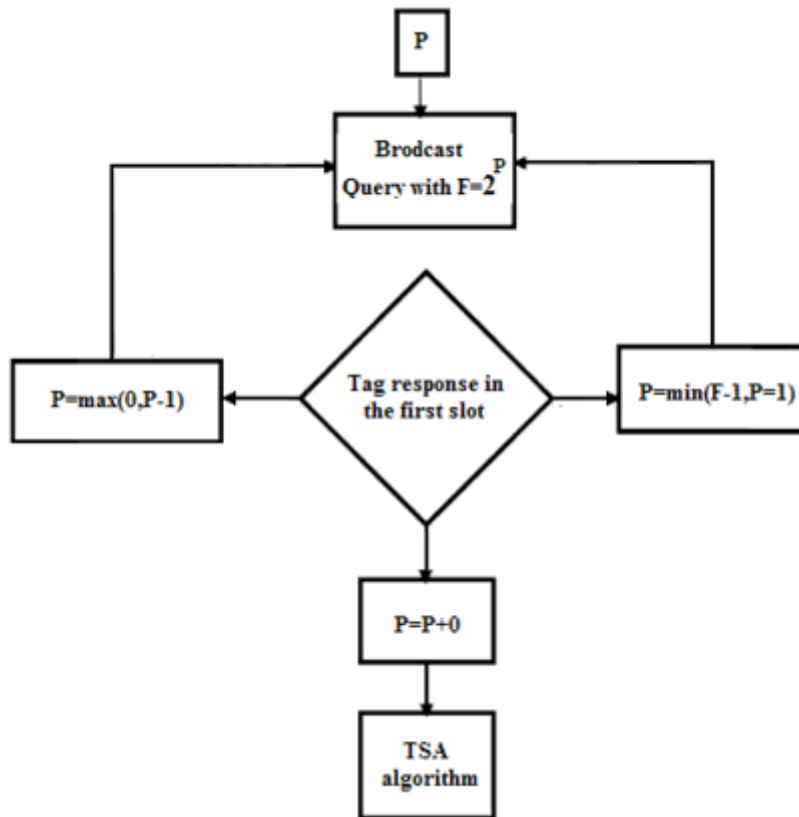 P
Brodcast
Query with F=2^P
Tag response in
the first slot
P=max(0,P-1)
P=min(F-1,P=1)
P=P+0
TSA
algorithm